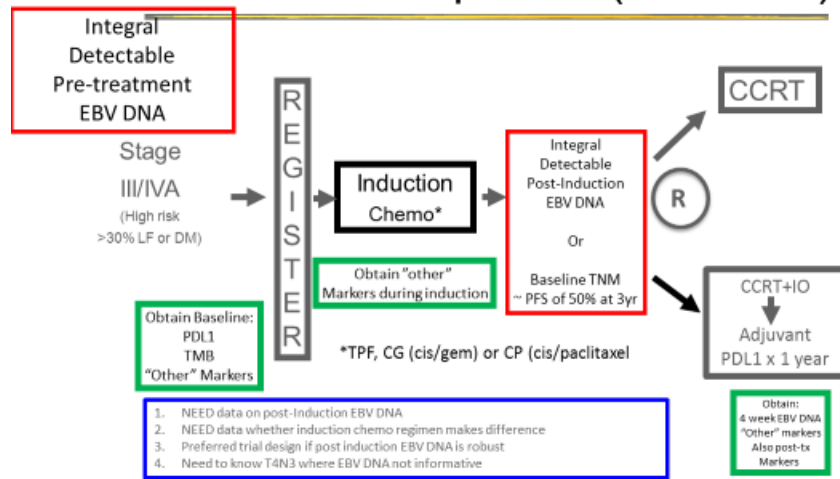 Integral
Detectable
Pre-treatment
EBV DNA
Stage
III/IVA
(High risk
>30% LF or DM)
Obtain Baseline:
PDL1
TMB
"Other" Markers
REGISTER
Induction
Chemo*
Obtain "other"
Markers during induction
*TPF, CG (cis/gem) or CP (cis/paclitaxel
Integral
Detectable
Post-Induction
EBV DNA
Or
Baseline TNM
~ PFS of 50% at 3yr
R
CCRT
CCRT+IO
Adjuvant
PDL1 x 1 year
Obtain:
4 week EBV DNA
"Other" markers
Also post-tx
Markers
1. NEED data on post-Induction EBV DNA
2. NEED data whether induction chemo regimen makes difference
3. Preferred trial design if post induction EBV DNA is robust
4. Need to know T4N3 where EBV DNA not informative